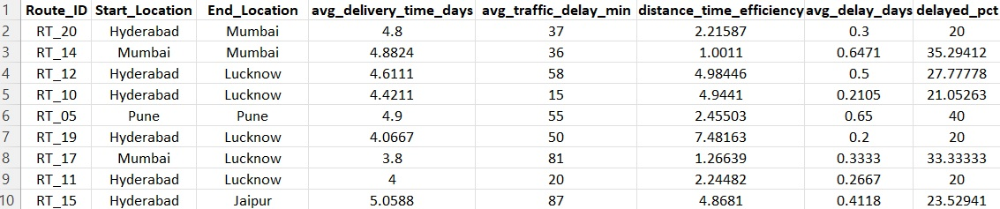 1 Route_ID Start_Location End_Location avg_delivery_time_days avg_traffic_delay_min distance_time_efficiency avg_delay_days delayed_pct
2 RT_20 Hyderabad Mumbai 4.8 37 2.21587 0.3 20
3 RT_14 Mumbai Mumbai 4.8824 36 1.0011 0.6471 35.29412
4 RT_12 Hyderabad Lucknow 4.6111 58 4.98446 0.5 27.77778
5 RT_10 Hyderabad Lucknow 4.4211 15 4.9441 0.2105 21.05263
6 RT_05 Pune Pune 4.9 55 2.45503 0.65 40
7 RT_19 Hyderabad Lucknow 4.0667 50 7.48163 0.2 20
8 RT_17 Mumbai Lucknow 3.8 81 1.26639 0.3333 33.33333
9 RT_11 Hyderabad Lucknow 4 20 2.24482 0.2667 20
10 RT_15 Hyderabad Jaipur 5.0588 87 4.8681 0.4118 23.52941